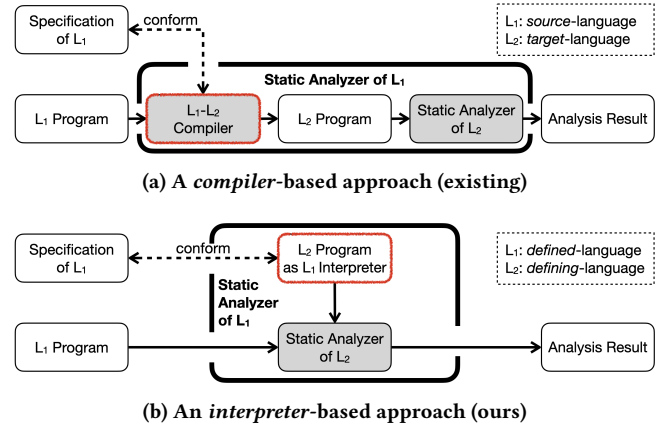 Specification
of L₁
conform
L₁: source-language
L₂: target-language
Static Analyzer of L₁
L₁ Program
L₁-L₂
Compiler
L₂ Program
Static Analyzer
of L₂
Analysis Result
(a) A compiler-based approach (existing)
Specification
of L₁
conform
L₂ Program
as L₁ Interpreter
L₁: defined-language
L₂: defining-language
Static
Analyzer
of L₁
L₁ Program
Static Analyzer
of L₂
Analysis Result
(b) An interpreter-based approach (ours)